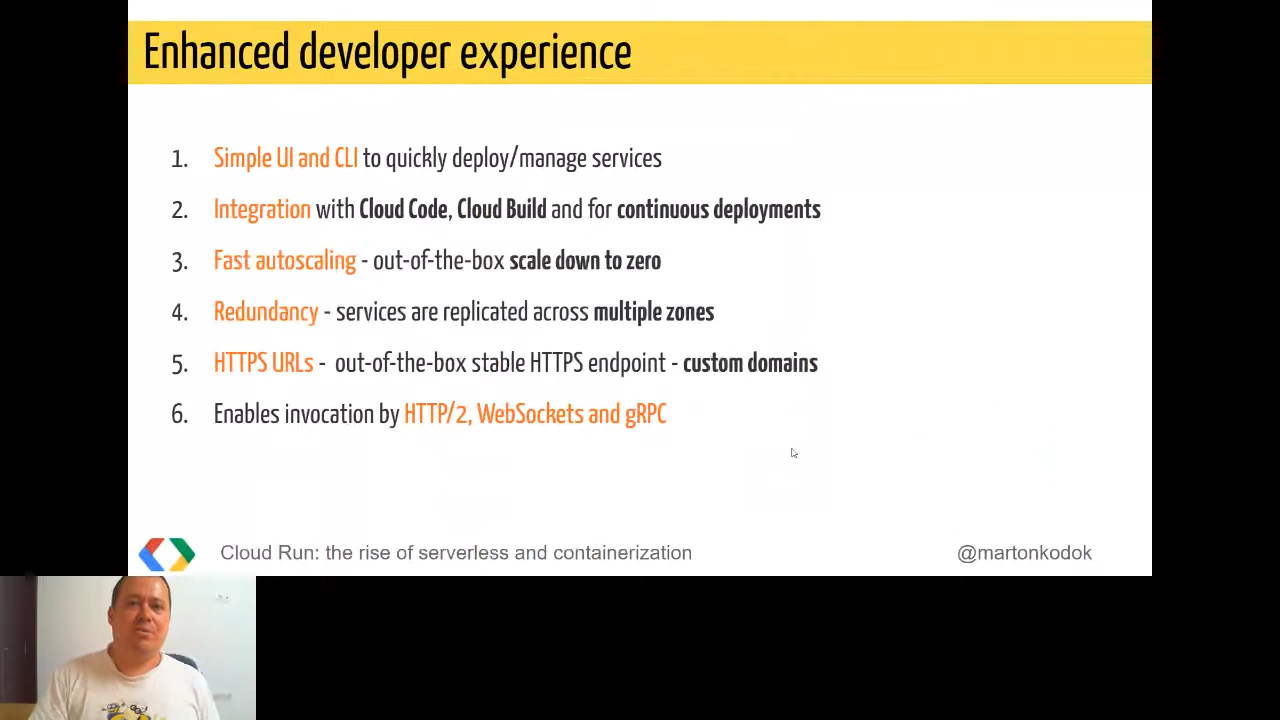 Enhanced developer experience
1. Simple UI and CLI to quickly deploy/manage services
2. Integration with Cloud Code, Cloud Build and for continuous deployments
3. Fast autoscaling - out-of-the-box scale down to zero
4. Redundancy - services are replicated across multiple zones
5. HTTPS URLs - out-of-the-box stable HTTPS endpoint - custom domains
6. Enables invocation by HTTP/2, WebSockets and gRPC
Cloud Run: the rise of serverless and containerization @martonkodok